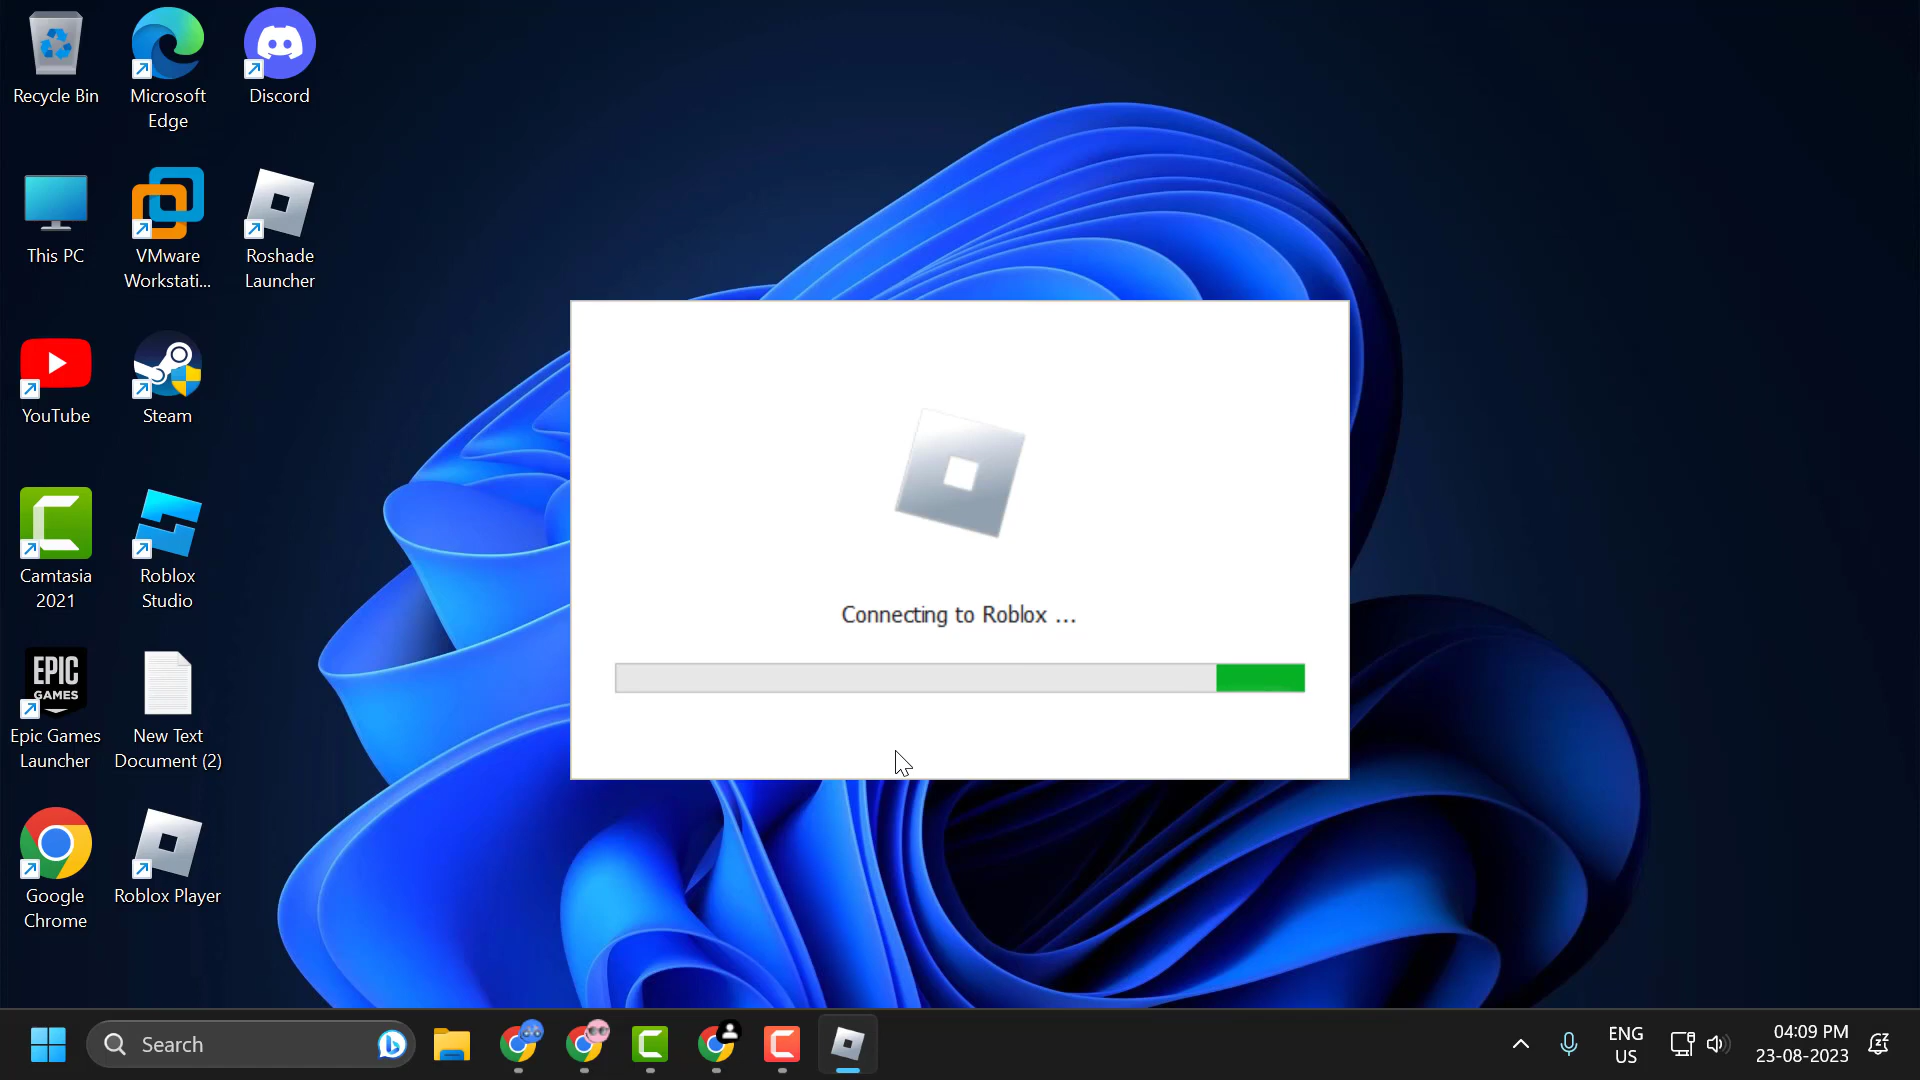 Recycle Bin
Microsoft
Edge
Discord
This PC
VMware
Workstati...
Roshade
Launcher
YouTube
Steam
Camtasia
2021
Roblox
Studio
EPIC
GAMES
Epic Games
Launcher
New Text
Document (2)
Google
Chrome
Roblox Player
Connecting to Roblox ...
Search
ENG
US
04:09 PM
23-08-2023